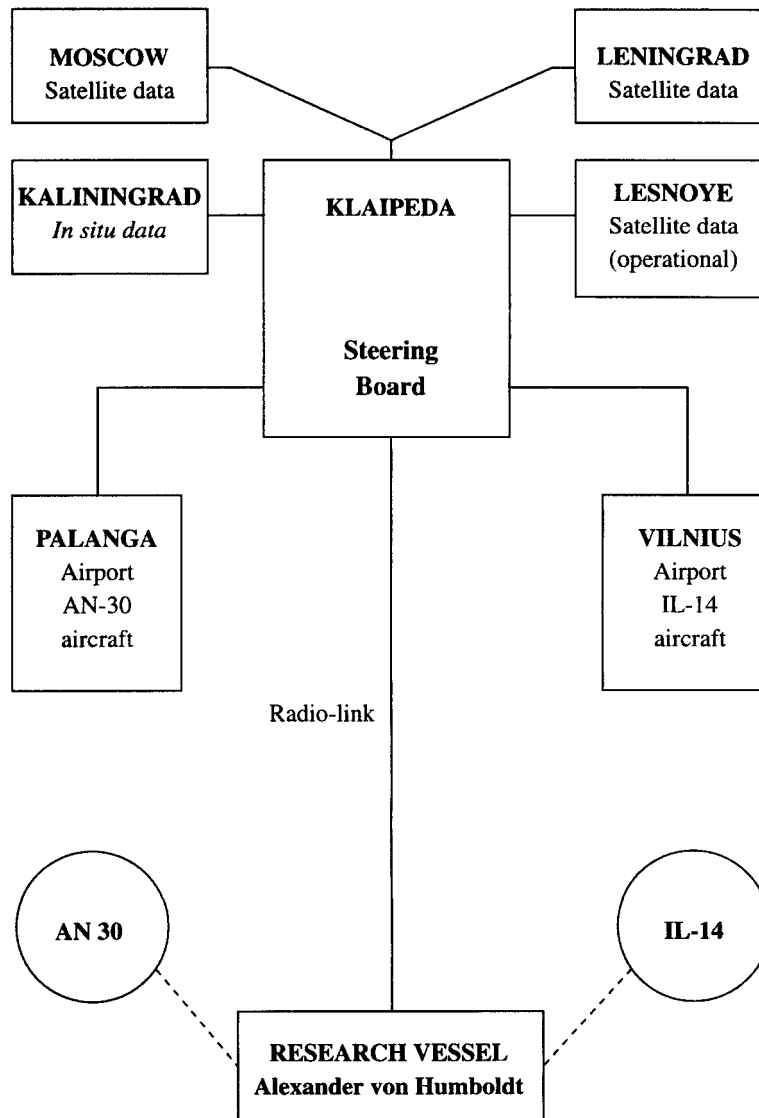 MOSCOW
Satellite data
LENINGRAD
Satellite data
KALININGRAD
In situ data
KLAIPEDA
LESNOYE
Satellite data
(operational)
Steering
Board
PALANGA
Airport
AN-30
aircraft
VILNIUS
Airport
IL-14
aircraft
Radio-link
AN 30
IL-14
RESEARCH VESSEL
Alexander von Humboldt